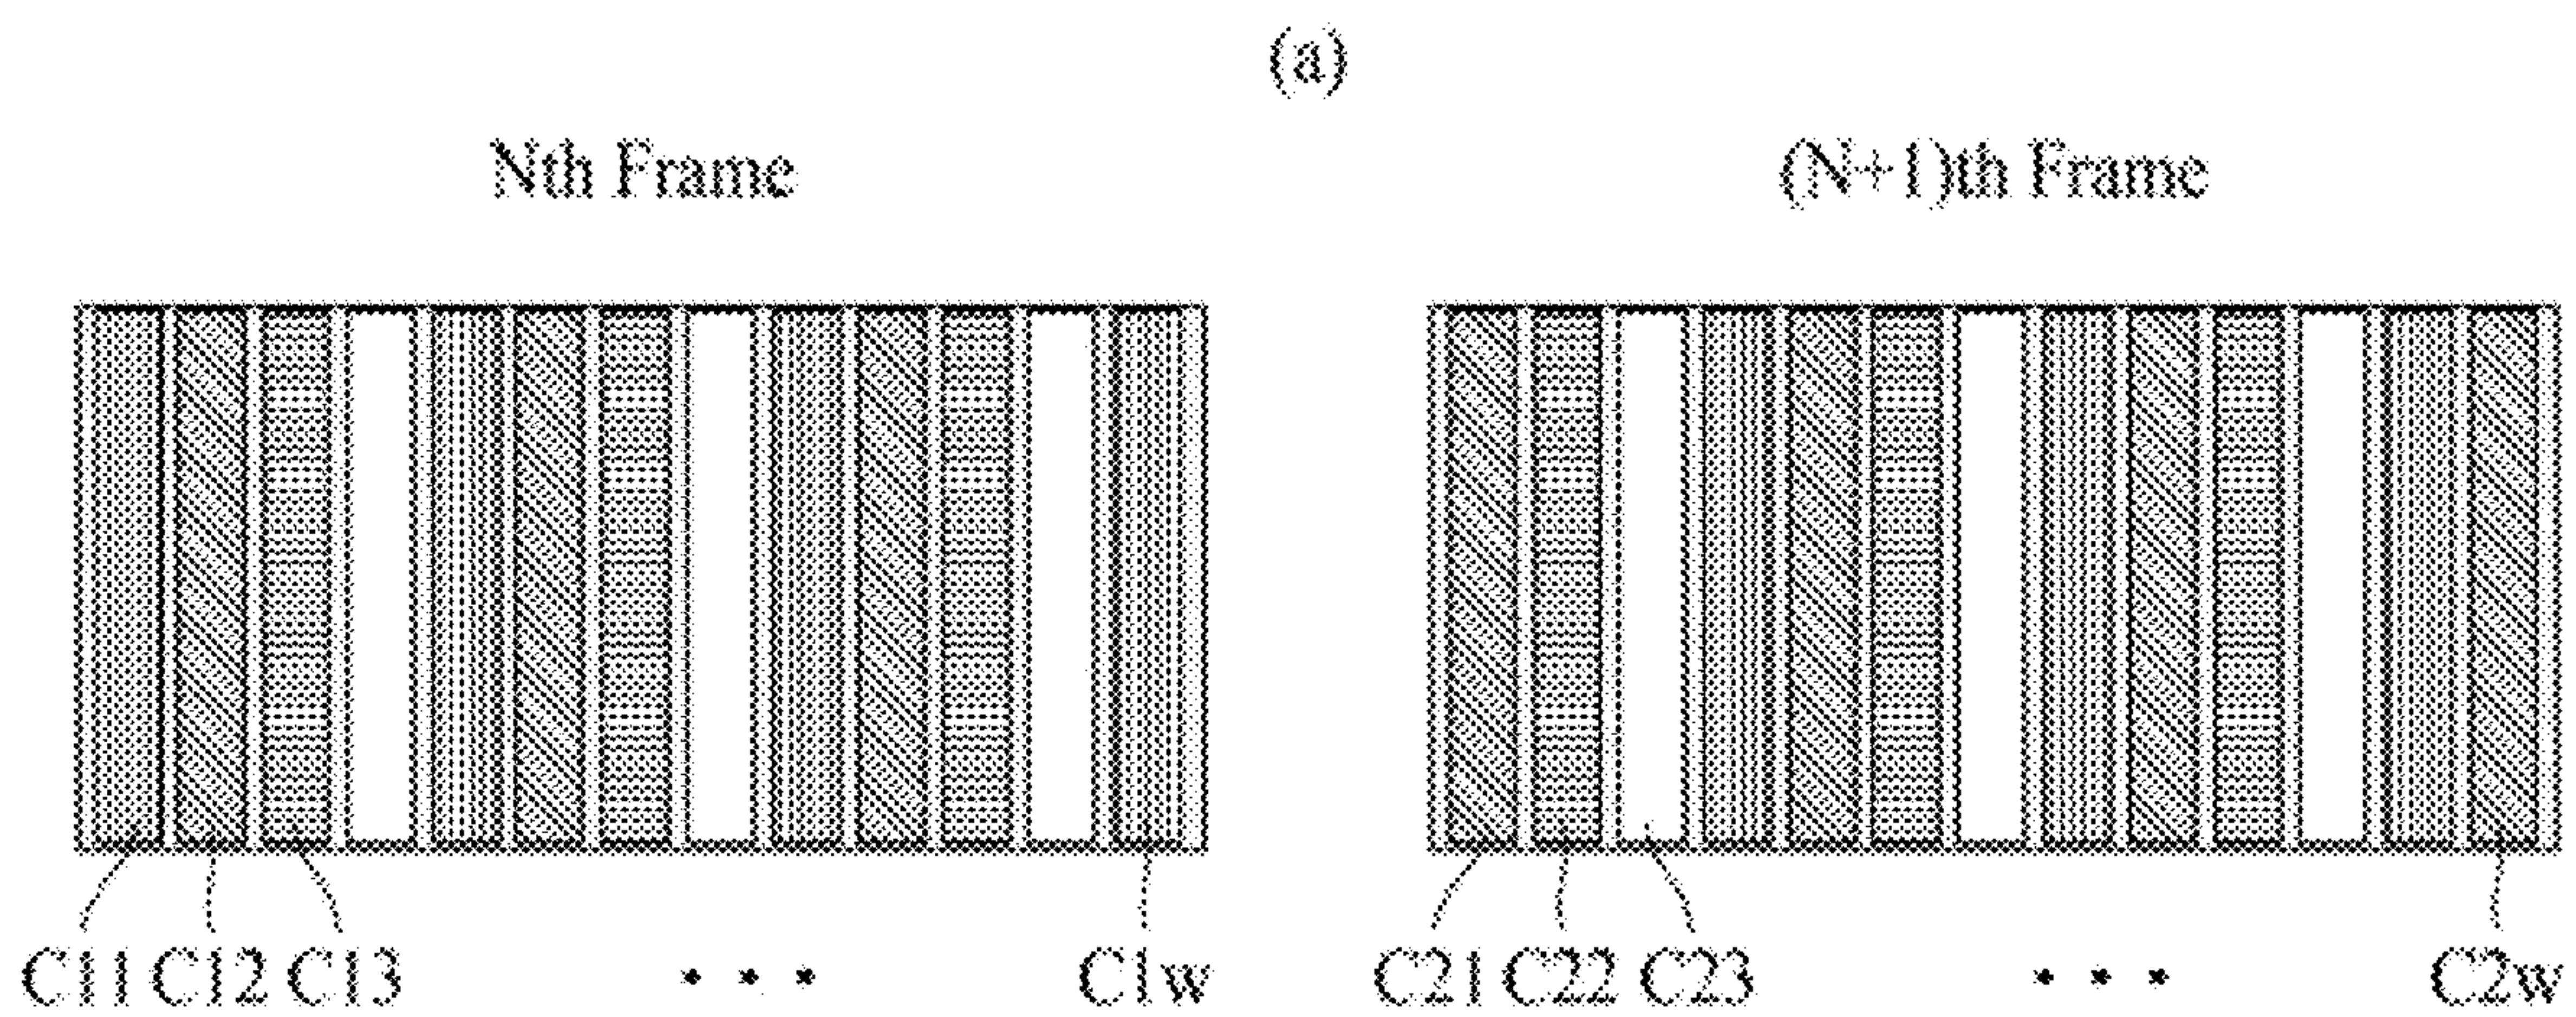 (a)
Nth Frame (N+1)th Frame
C11 C12 C13 • • • C1w C21 C22 C23 • • • C2w